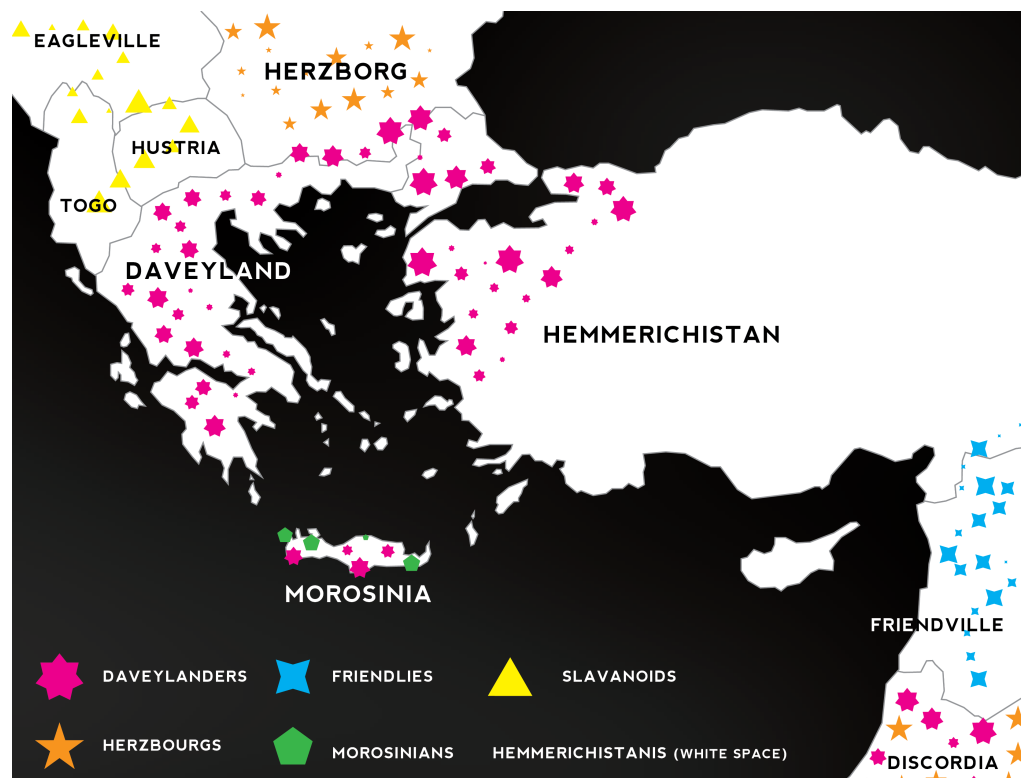 EAGLEVILLE
HERZBORG
HUSTRIA
TOGO
DAVEYLAND
HEMMERICHISTAN
MOROSINIA
FRIENDVILLE
DAVEYLANDERS
FRIENDLIES
SLAVANOIDS
HERZBOURGS
MOROSINIANS
HEMMERICHISTANIS (WHITE SPACE)
DISCORDIA